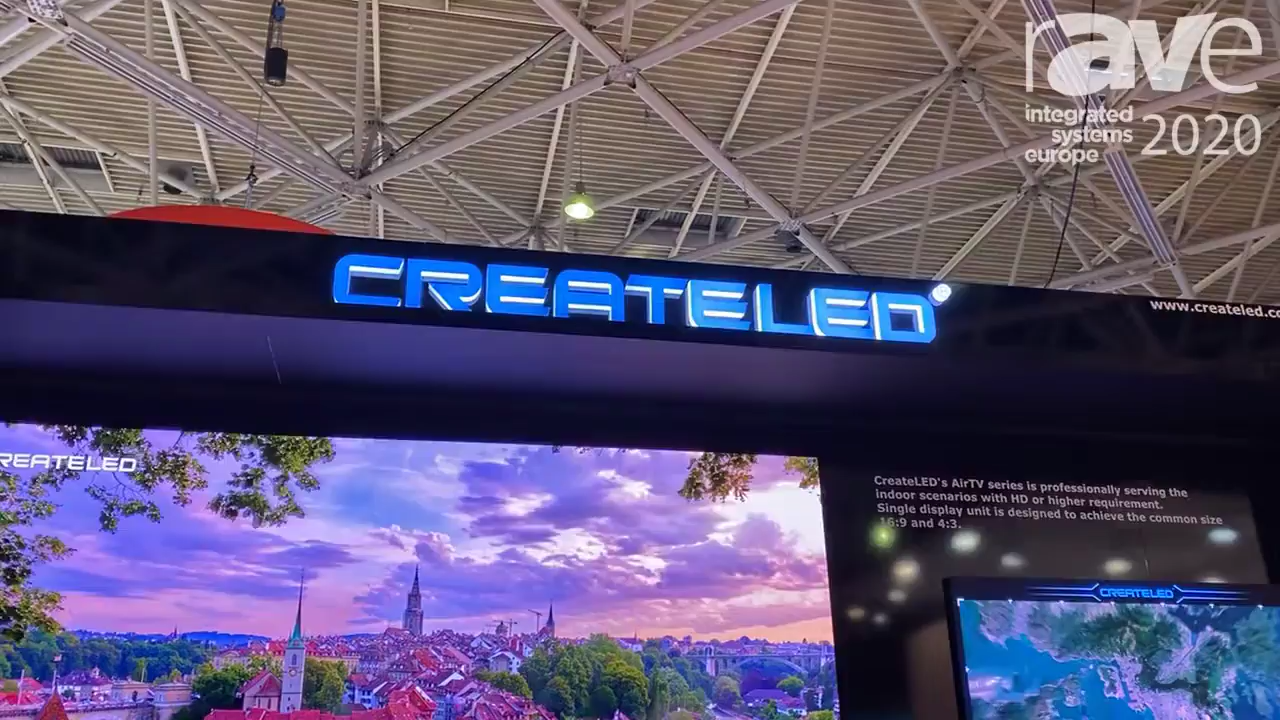 rave
integrated
systems
europe 2020
CREATELED
www.createled.co
REATELED
CreateLED's AirTV series is professionally serving the
indoor scenarios with HD or higher requirement.
Single display unit is designed to achieve the common size
16:9 and 4:3.
CREATELED